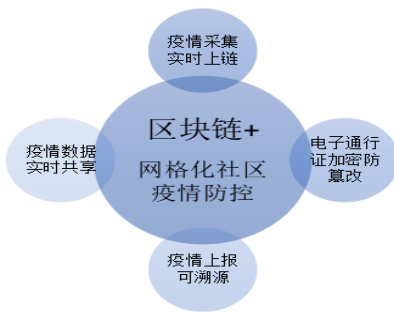 疫情采集
实时上链
区块链+
网格化社区
疫情防控
疫情数据
实时共享
电子通行
证加密防
篡改
疫情上报
可溯源